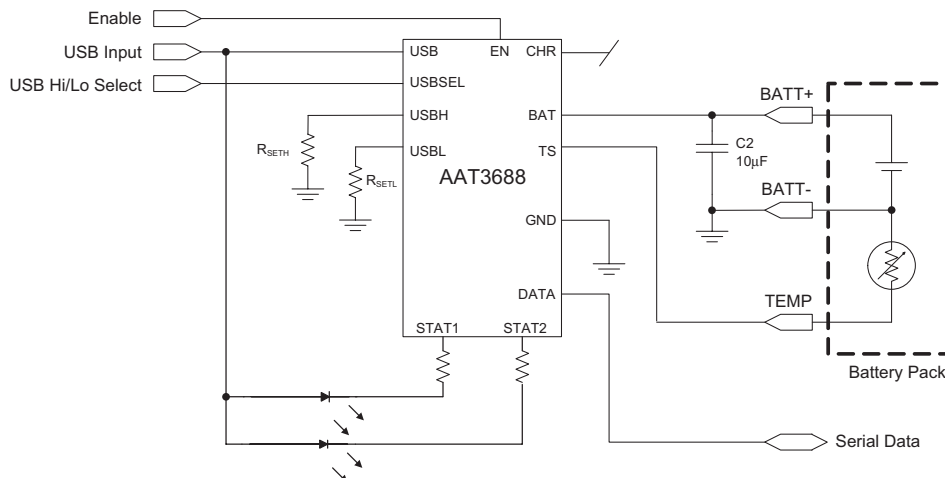 Enable
USB Input
USB Hi/Lo Select
USB
EN
CHR
USBSEL
USBH
BAT
USBL
TS
AAT3688
GND
DATA
STAT1
STAT2
RSETH
RSETL
C2
10μF
BATT+
BATT-
TEMP
Battery Pack
Serial Data